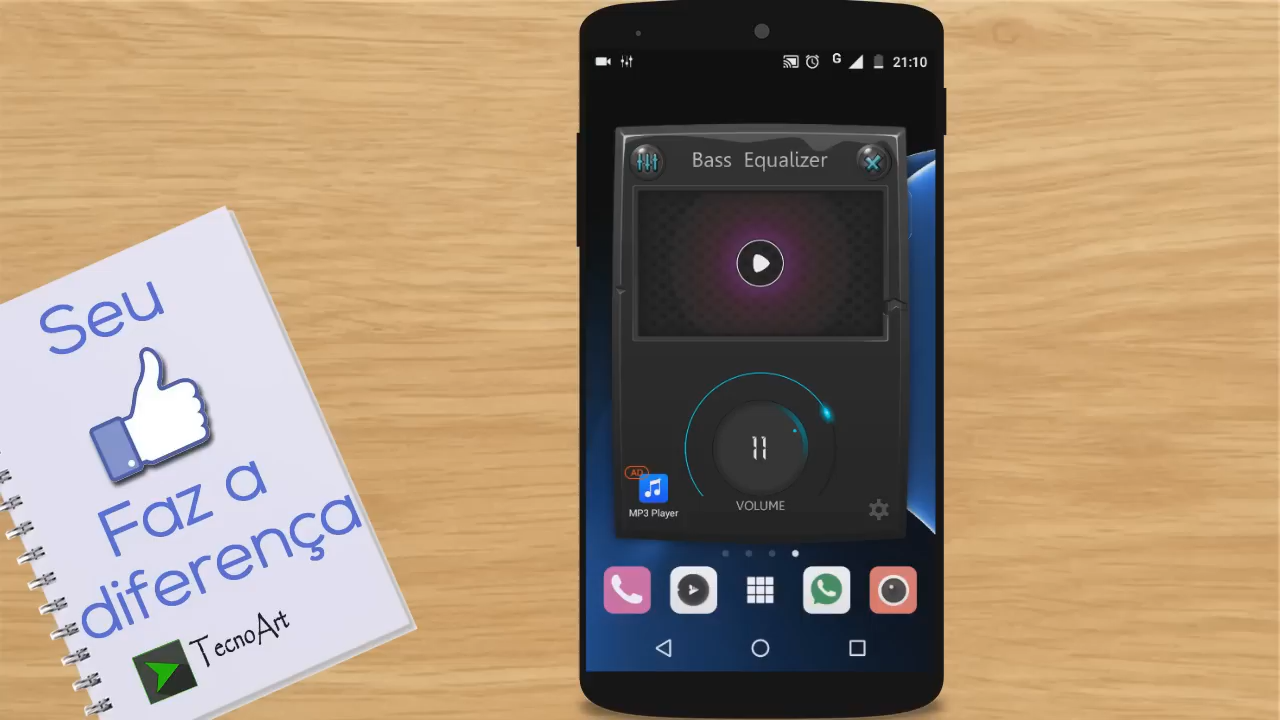 Seu
Faz a
diferença
TecnoArt
G
21:10
Bass Equalizer
11
AD
MP3 Player
VOLUME